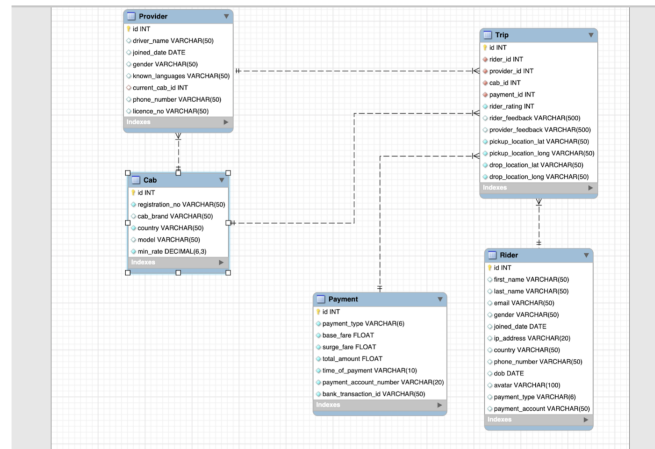 Provider
id INT
driver_name VARCHAR(50)
joined_date DATE
gender VARCHAR(50)
known_languages VARCHAR(50)
current_cab_id INT
phone_number VARCHAR(50)
licence_no VARCHAR(50)
Indexes
Cab
id INT
registration_no VARCHAR(50)
cab_brand VARCHAR(50)
country VARCHAR(50)
model VARCHAR(50)
min_rate DECIMAL(6,3)
Indexes
Payment
id INT
payment_type VARCHAR(6)
base_fare FLOAT
surge_fare FLOAT
total_amount FLOAT
time_of_payment VARCHAR(10)
payment_account_number VARCHAR(20)
bank_transaction_id VARCHAR(50)
Indexes
Trip
id INT
rider_id INT
provider_id INT
cab_id INT
payment_id INT
rider_rating INT
rider_feedback VARCHAR(500)
provider_feedback VARCHAR(500)
pickup_location_lat VARCHAR(50)
pickup_location_long VARCHAR(50)
drop_location_lat VARCHAR(50)
drop_location_long VARCHAR(50)
Indexes
Rider
id INT
first_name VARCHAR(50)
last_name VARCHAR(50)
email VARCHAR(50)
gender VARCHAR(50)
joined_date DATE
ip_address VARCHAR(20)
country VARCHAR(50)
phone_number VARCHAR(50)
dob DATE
avatar VARCHAR(100)
payment_type VARCHAR(6)
payment_account VARCHAR(50)
Indexes